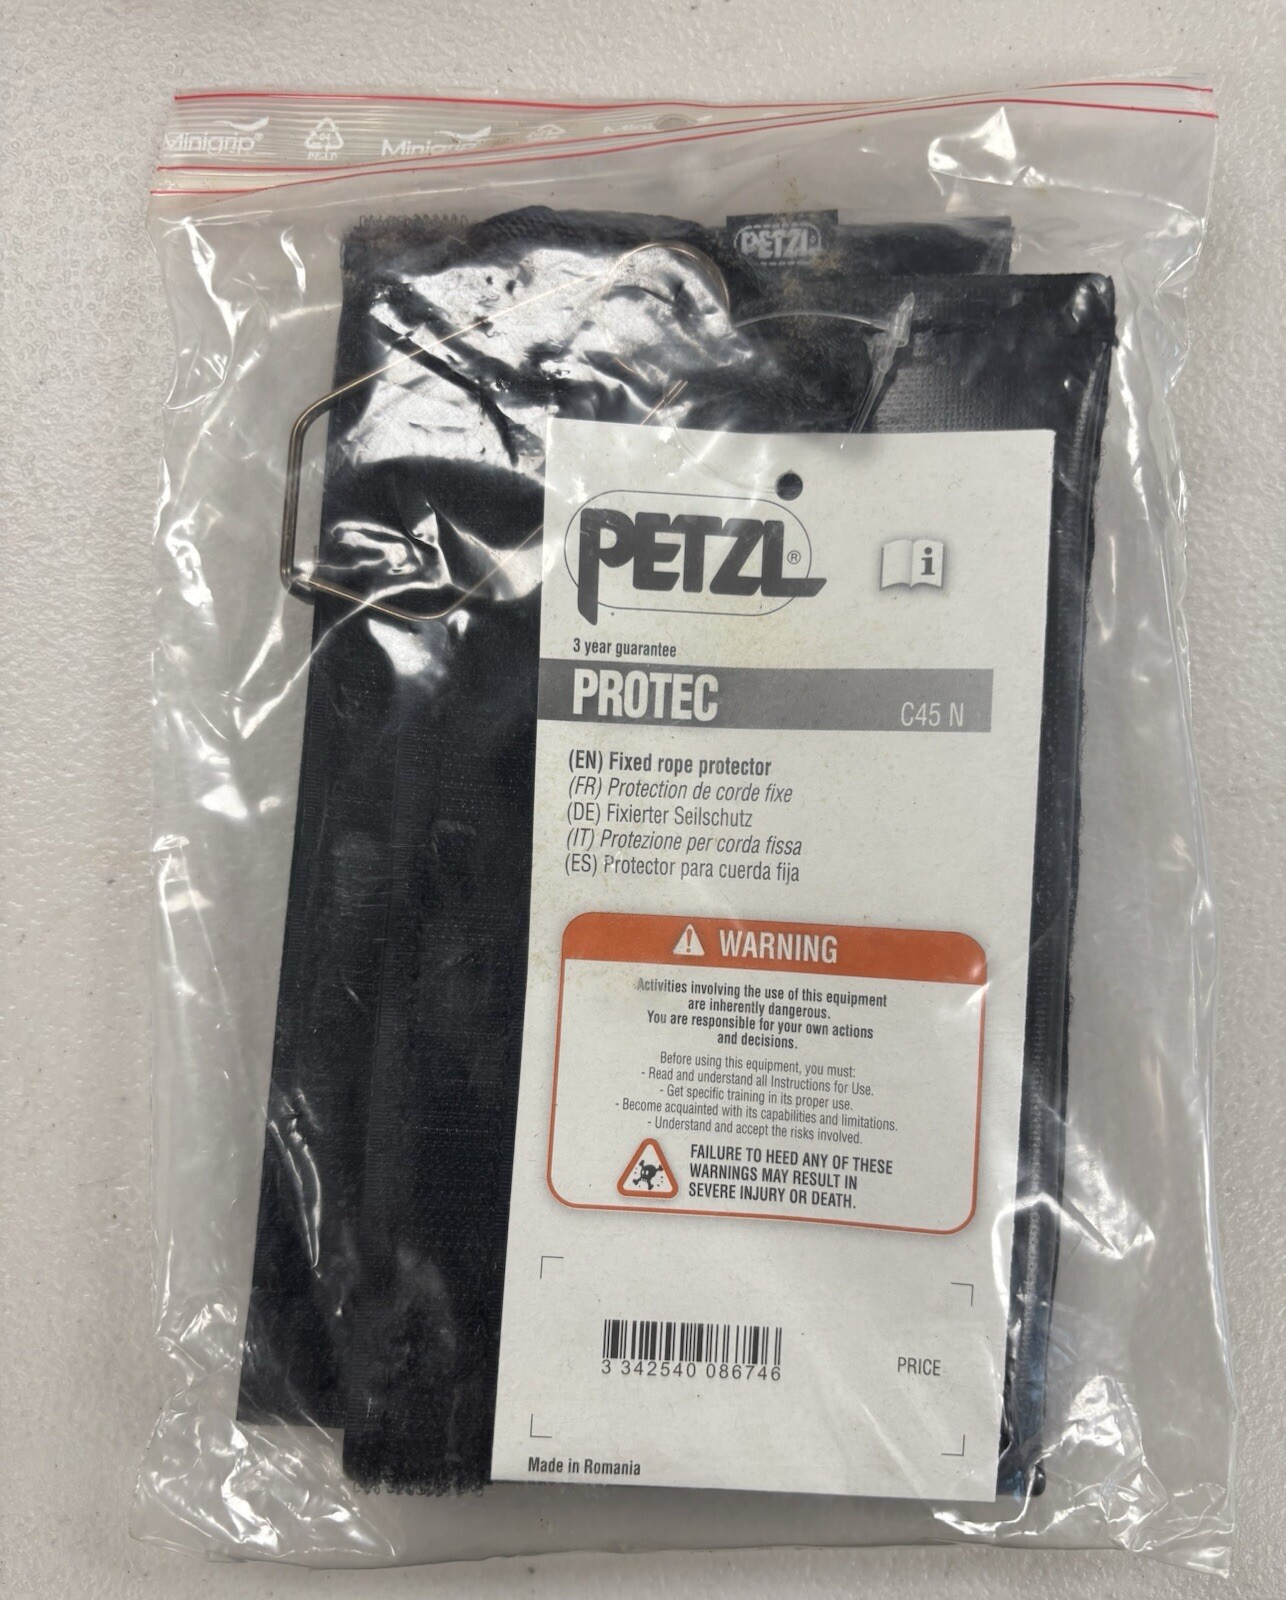 Minigrip®
Minigrip
PETZL
PETZL®
i
3 year guarantee
PROTEC
C45 N
(EN) Fixed rope protector
(FR) Protection de corde fixe
(DE) Fixierter Seilschutz
(IT) Protezione per corda fissa
(ES) Protector para cuerda fija
WARNING
Activities involving the use of this equipment
are inherently dangerous.
You are responsible for your own actions
and decisions.
Before using this equipment, you must:
- Read and understand all Instructions for Use.
- Get specific training in its proper use.
- Become acquainted with its capabilities and limitations.
- Understand and accept the risks involved.
FAILURE TO HEED ANY OF THESE
WARNINGS MAY RESULT IN
SEVERE INJURY OR DEATH.
3 342540 086746
PRICE
Made in Romania